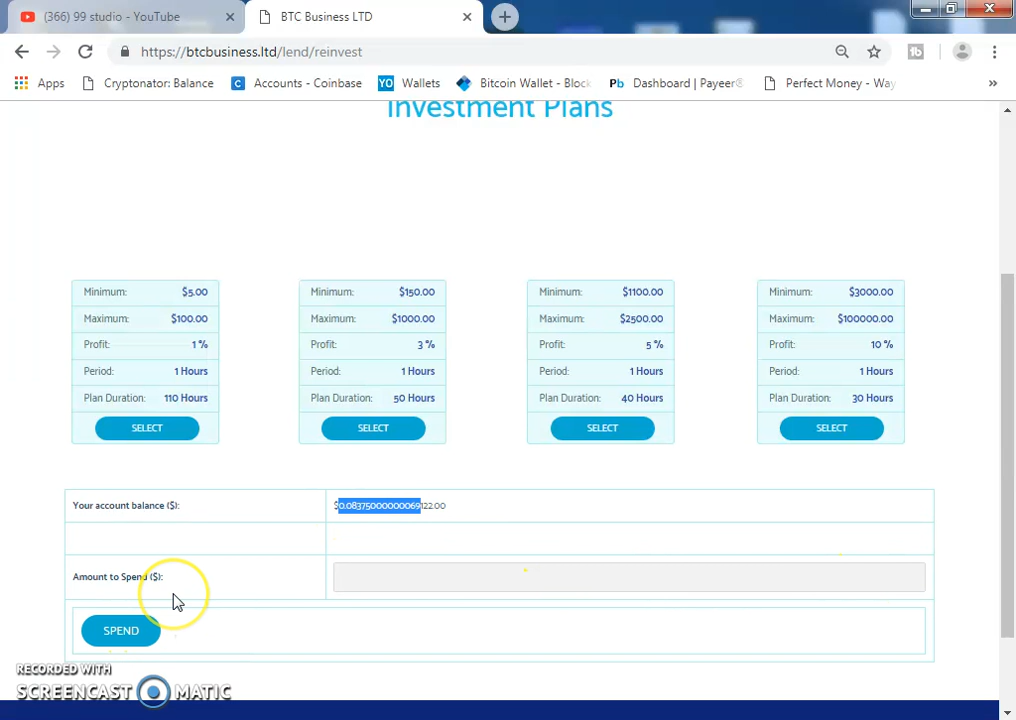 (366) 99 studio - YouTube
BTC Business LTD
https://btcbusiness.ltd/lend/reinvest
Apps
Cryptonator: Balance
Accounts - Coinbase
YO Wallets
Bitcoin Wallet - Block
Pb Dashboard | Payeer®
Perfect Money - Way
»
Investment Plans
Minimum: $5.00
Maximum: $100.00
Profit: 1 %
Period: 1 Hours
Plan Duration: 110 Hours
SELECT
Minimum: $150.00
Maximum: $1000.00
Profit: 3 %
Period: 1 Hours
Plan Duration: 50 Hours
SELECT
Minimum: $1100.00
Maximum: $2500.00
Profit: 5 %
Period: 1 Hours
Plan Duration: 40 Hours
SELECT
Minimum: $3000.00
Maximum: $100000.00
Profit: 10 %
Period: 1 Hours
Plan Duration: 30 Hours
SELECT
Your account balance ($): $0.08375000000069122.00
Amount to Spend ($):
SPEND
RECORDED WITH
SCREENCAST MATIC